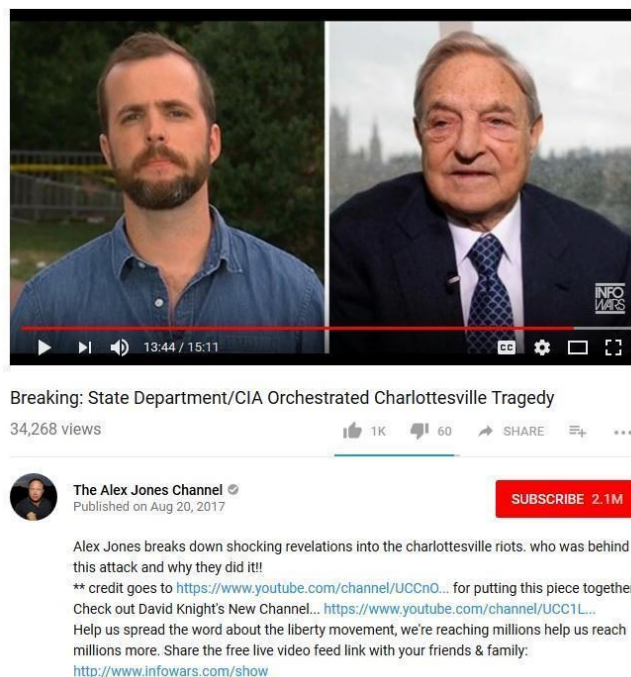 INFO
WARS
13:44 / 15:11
CC
Breaking: State Department/CIA Orchestrated Charlottesville Tragedy
34,268 views
1K 60 SHARE
The Alex Jones Channel
Published on Aug 20, 2017
SUBSCRIBE 2.1M
Alex Jones breaks down shocking revelations into the charlottesville riots. who was behind
this attack and why they did it!!
** credit goes to https://www.youtube.com/channel/UCCnO... for putting this piece together
Check out David Knight's New Channel... https://www.youtube.com/channel/UCC1L...
Help us spread the word about the liberty movement, we're reaching millions help us reach
millions more. Share the free live video feed link with your friends & family:
http://www.infowars.com/show